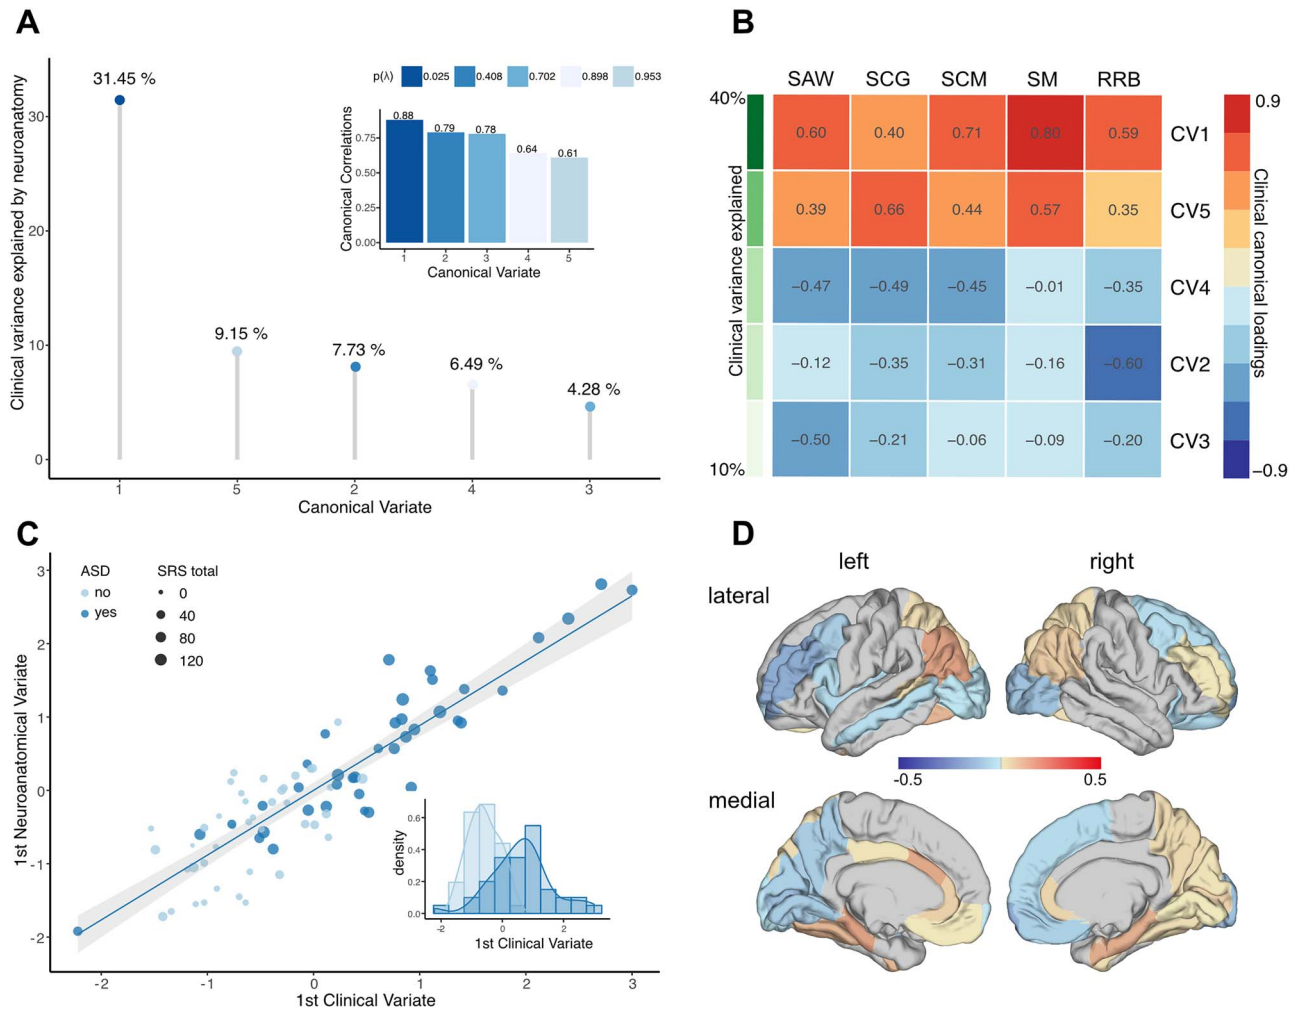 A
Clinical variance explained by neuroanatomy
30
20
10
0
31.45 %
9.15 %
7.73 %
6.49 %
4.28 %
1 5 2 4 3
Canonical Variate
p(λ) 0.025 0.408 0.702 0.898 0.953
Canonical Correlations
0.75
0.50
0.25
0.00
0.88 0.79 0.78 0.64 0.61
1 2 3 4 5
Canonical Variate
B
SAW SCG SCM SM RRB
40%
10%
Clinical variance explained
0.60 0.40 0.71 0.80 0.59 CV1
0.39 0.66 0.44 0.57 0.35 CV5
−0.47 −0.49 −0.45 −0.01 −0.35 CV4
−0.12 −0.35 −0.31 −0.16 −0.60 CV2
−0.50 −0.21 −0.06 −0.09 −0.20 CV3
0.9
−0.9
Clinical canonical loadings
C
1st Neuroanatomical Variate
3
2
1
0
-1
-2
ASD
no
yes
SRS total
0
40
80
120
-2 -1 0 1 2 3
1st Clinical Variate
density
0.6
0.4
0.2
0.0
-2 0 2
1st Clinical Variate
D
left right
lateral
-0.5 0.5
medial